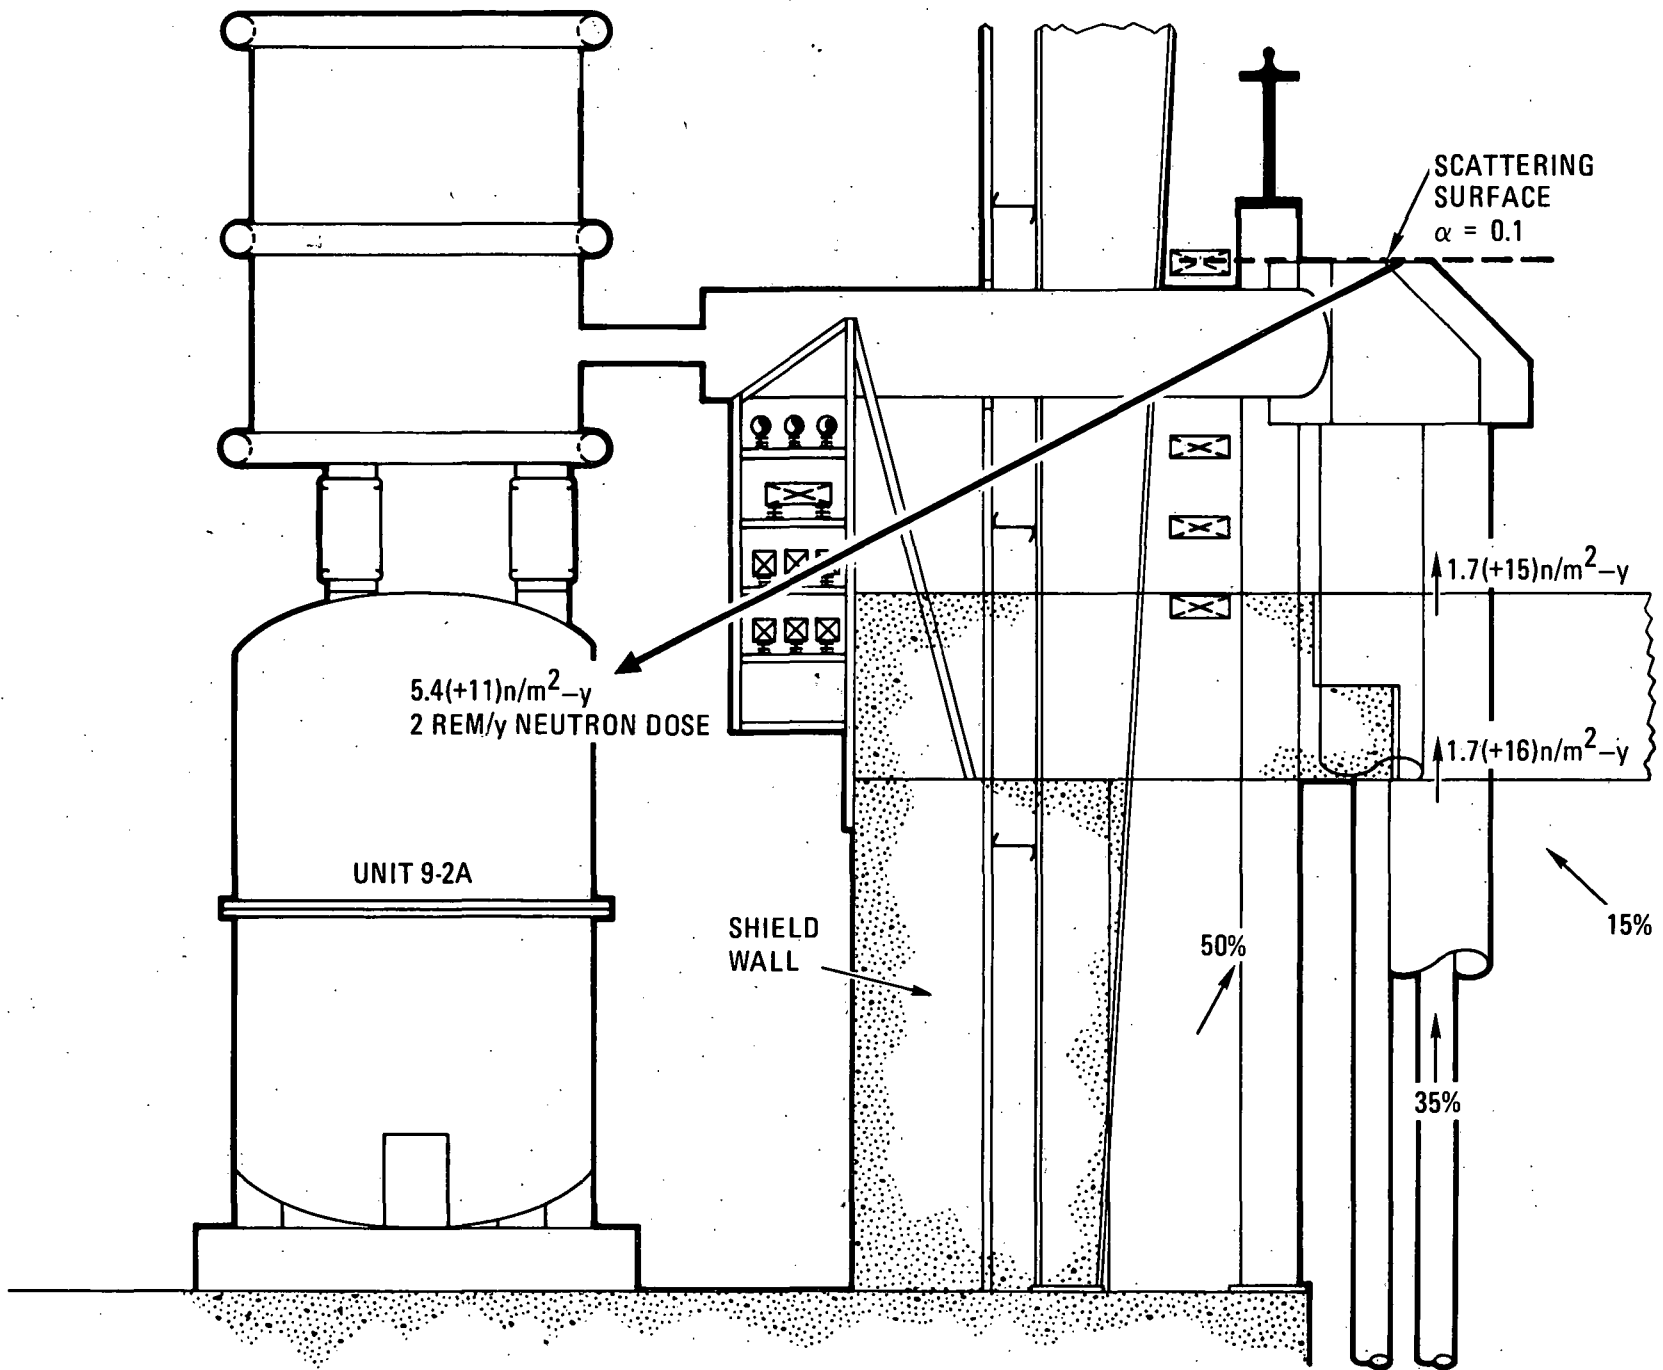 SCATTERING
SURFACE
α = 0.1
1.7(+15)n/m²–y
5.4(+11)n/m²–y
2 REM/y NEUTRON DOSE
1.7(+16)n/m²–y
UNIT 9-2A
SHIELD
WALL
50%
15%
35%